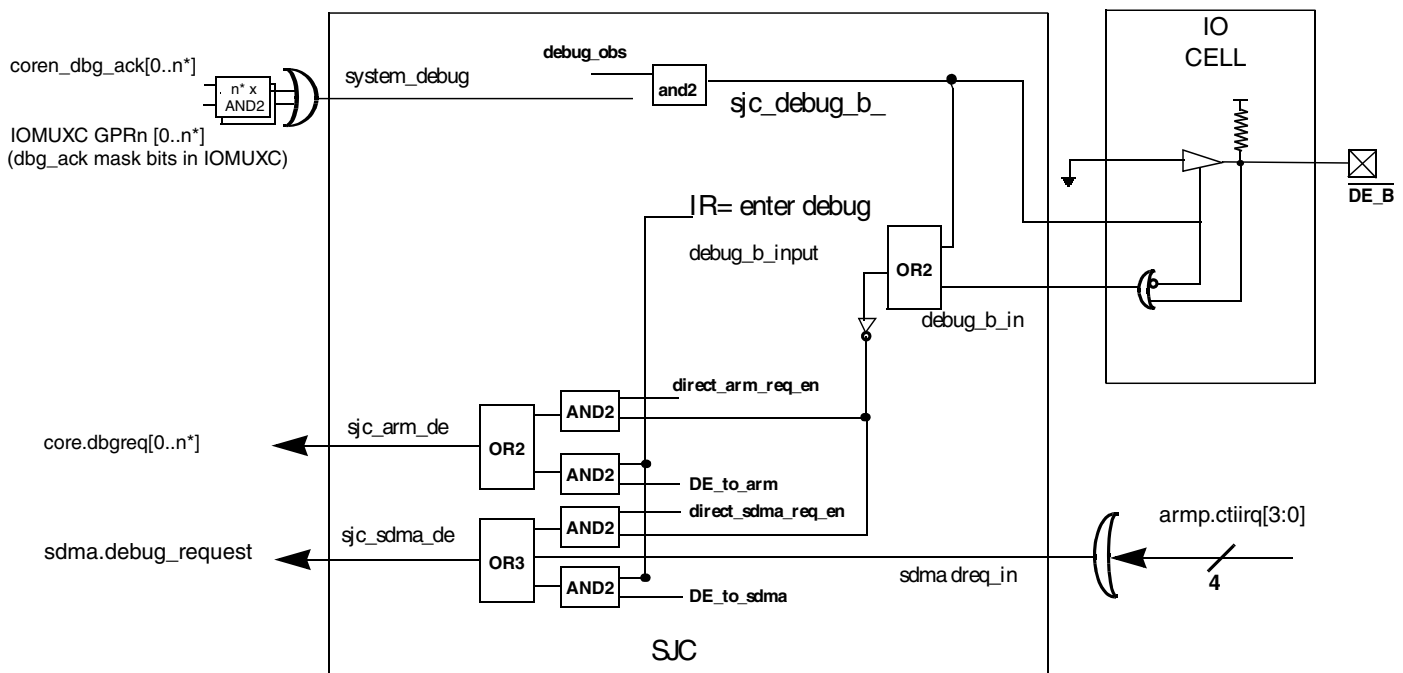 IO
CELL
debug_obs
coren_dbg_ack[0..n*]
system_debug
n* x
AND2
and2
sjc_debug_b_
IOMUXC GPRn [0..n*]
(dbg_ack mask bits in IOMUXC)
DE_B
IR= enter debug
debug_b_input
OR2
debug_b_in
direct_arm_req_en
AND2
sjc_arm_de
core.dbgreq[0..n*]
OR2
AND2
DE_to_arm
direct_sdma_req_en
AND2
armp.ctiirq[3:0]
sjc_sdma_de
sdma.debug_request
OR3
sdma dreq_in
4
AND2
DE_to_sdma
SJC